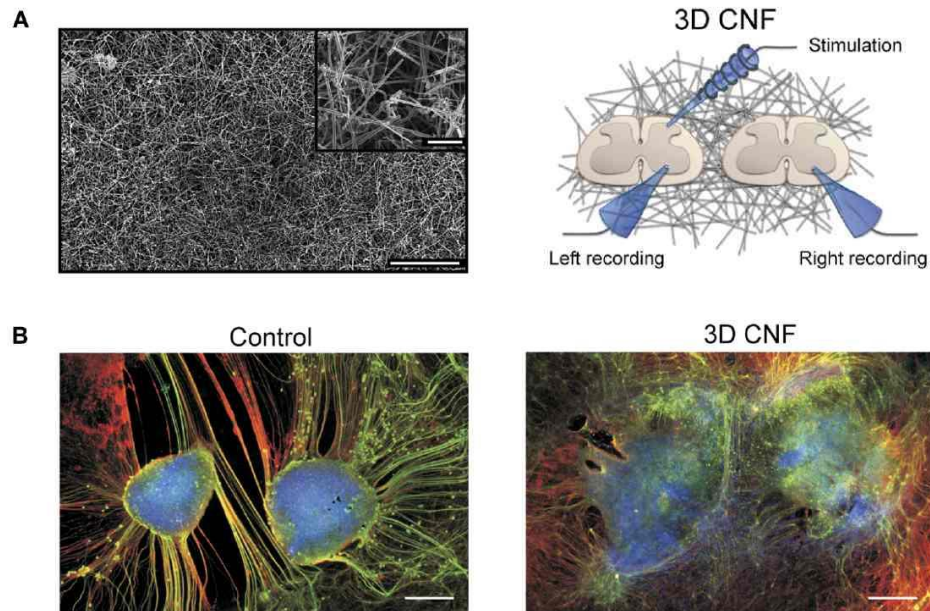 A
3D CNF
Stimulation
Left recording
Right recording
B
Control
3D CNF